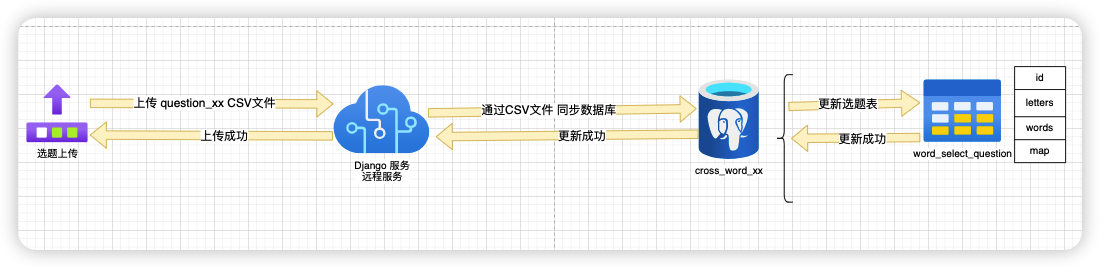 选题上传
上传 question_xx CSV文件
上传成功
Django 服务
远程服务
通过CSV文件 同步数据库
更新成功
cross_word_xx
更新选题表
更新成功
word_select_question
id
letters
words
map